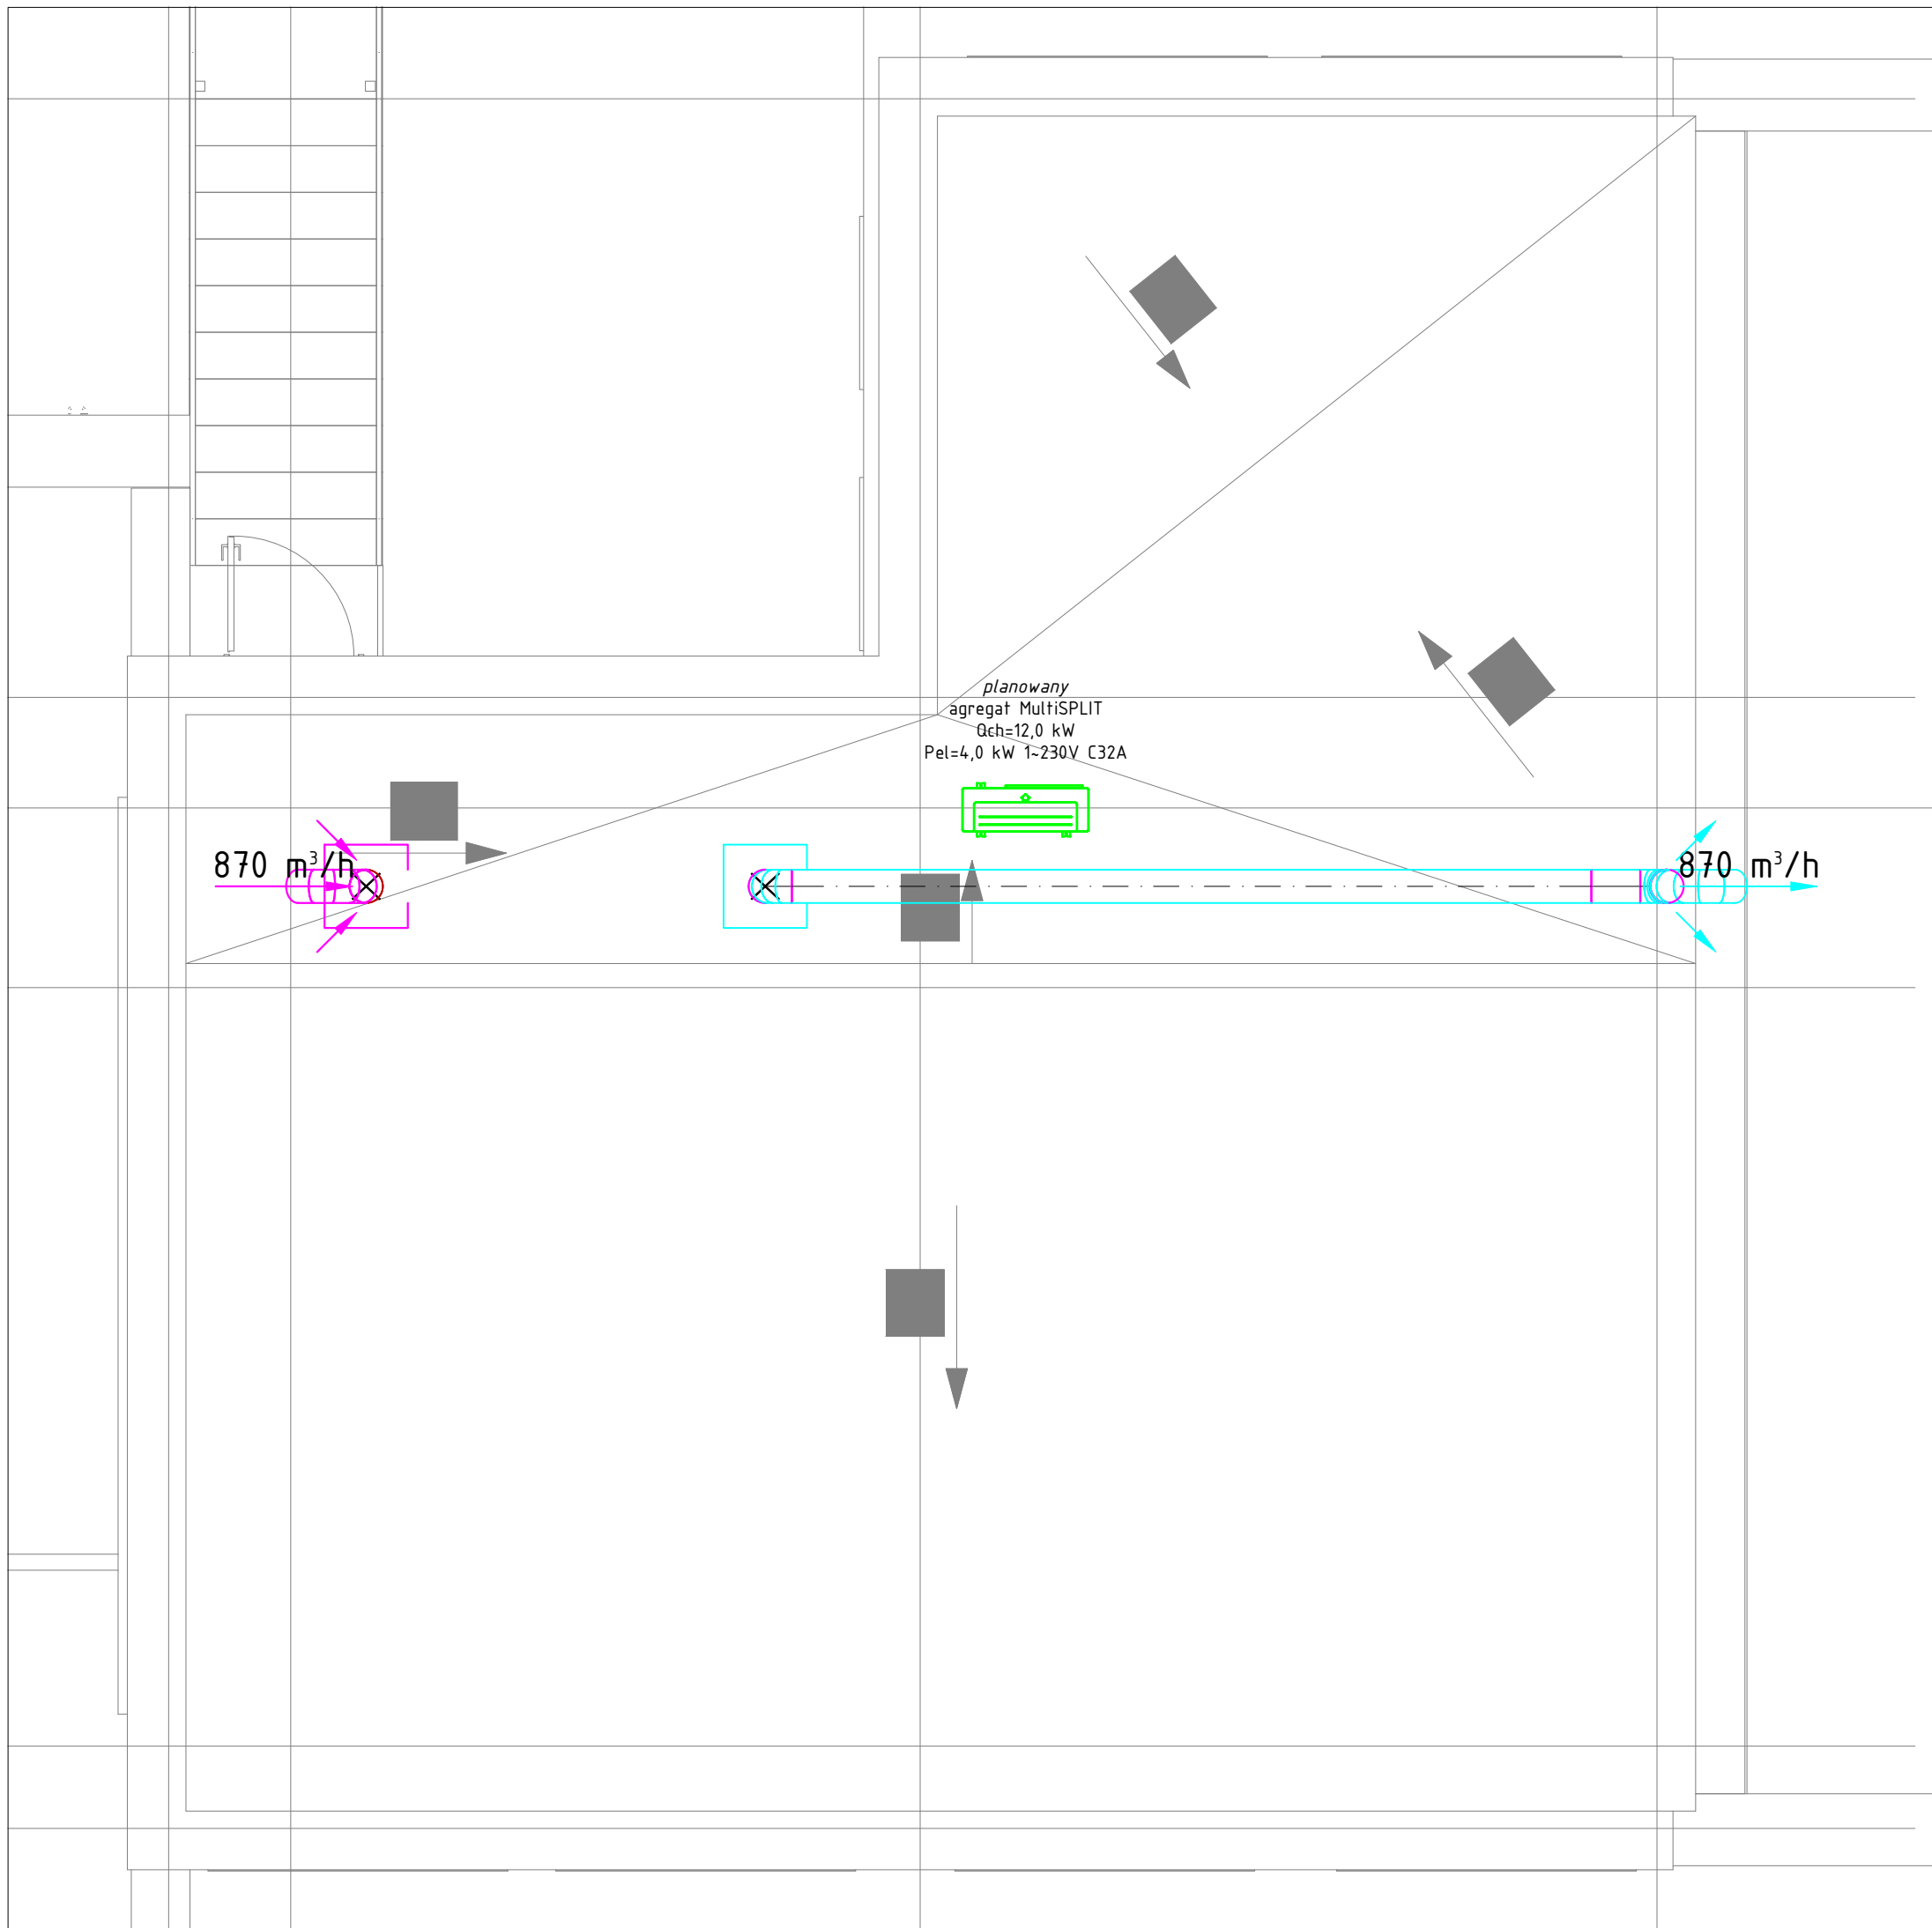 planowany
agregat MultiSPLIT
Qch=12,0 kW
Pel=4,0 kW 1~230V C32A
870 m³/h
870 m³/h